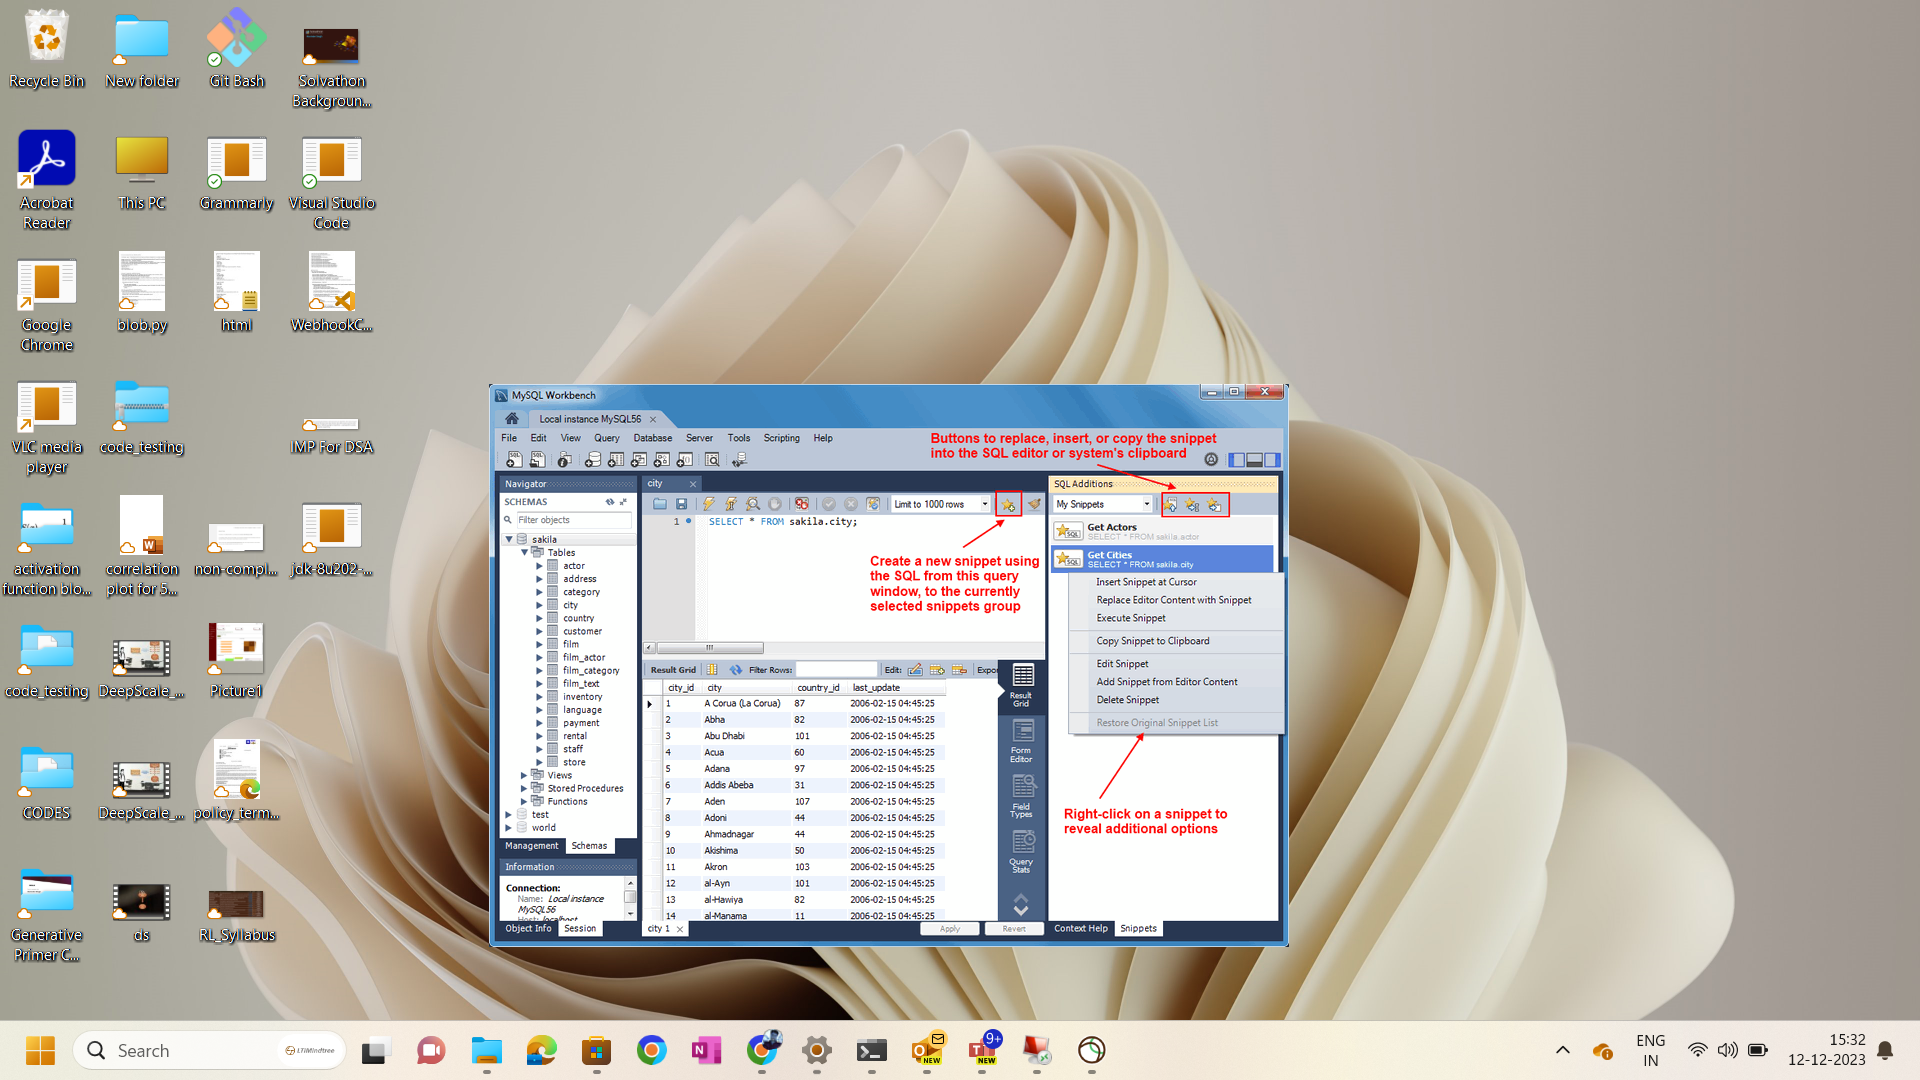 Recycle Bin
New folder
Git Bash
Solvathon
Backgroun...
Acrobat
Reader
This PC
Grammarly
Visual Studio
Code
Google
Chrome
blob.py
html
WebhookC...
VLC media
player
code_testing
IMP For DSA
activation
function blo...
correlation
plot for 5...
non-compl...
jdk-8u202-...
code_testing
DeepScale_...
Picture1
CODES
DeepScale_...
policy_term...
Generative
Primer C...
ds
RL_Syllabus
MySQL Workbench
Local instance MySQL56
File Edit View Query Database Server Tools Scripting Help
Buttons to replace, insert, or copy the snippet
into the SQL editor or system's clipboard
Navigator
SCHEMAS
Filter objects
sakila
Tables
actor
address
category
city
country
customer
film
film_actor
film_category
film_text
inventory
language
payment
rental
staff
store
Views
Stored Procedures
Functions
test
world
Management Schemas
Information
Connection:
Name: Local instance
MySQL56
Host: localhost
Object Info Session
city
Limit to 1000 rows
1 SELECT * FROM sakila.city;
Create a new snippet using
the SQL from this query
window, to the currently
selected snippets group
Result Grid Filter Rows: Edit: Expor
city_id city country_id last_update
1 A Corua (La Corua) 87 2006-02-15 04:45:25
2 Abha 82 2006-02-15 04:45:25
3 Abu Dhabi 101 2006-02-15 04:45:25
4 Acua 60 2006-02-15 04:45:25
5 Adana 97 2006-02-15 04:45:25
6 Addis Abeba 31 2006-02-15 04:45:25
7 Aden 107 2006-02-15 04:45:25
8 Adoni 44 2006-02-15 04:45:25
9 Ahmadnagar 44 2006-02-15 04:45:25
10 Akishima 50 2006-02-15 04:45:25
11 Akron 103 2006-02-15 04:45:25
12 al-Ayn 101 2006-02-15 04:45:25
13 al-Hawiya 82 2006-02-15 04:45:25
14 al-Manama 11 2006-02-15 04:45:25
Result
Grid
Form
Editor
Field
Types
Query
Stats
city 1
Apply Revert
SQL Additions
My Snippets
SQL Get Actors
SELECT * FROM sakila.actor
SQL Get Cities
SELECT * FROM sakila.city
Insert Snippet at Cursor
Replace Editor Content with Snippet
Execute Snippet
Copy Snippet to Clipboard
Edit Snippet
Add Snippet from Editor Content
Delete Snippet
Restore Original Snippet List
Right-click on a snippet to
reveal additional options
Context Help Snippets
Search
LTIMindtree
NEW
9+
NEW
ENG
IN
15:32
12-12-2023